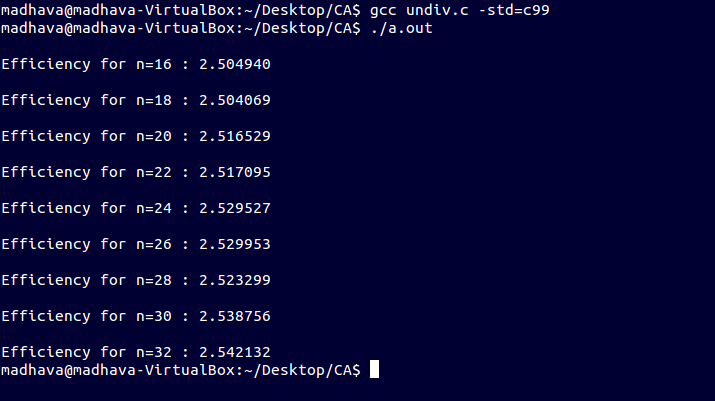 madhava@madhava-VirtualBox:~/Desktop/CA$ gcc undiv.c -std=c99
madhava@madhava-VirtualBox:~/Desktop/CA$ ./a.out
Efficiency for n=16 : 2.504940
Efficiency for n=18 : 2.504069
Efficiency for n=20 : 2.516529
Efficiency for n=22 : 2.517095
Efficiency for n=24 : 2.529527
Efficiency for n=26 : 2.529953
Efficiency for n=28 : 2.523299
Efficiency for n=30 : 2.538756
Efficiency for n=32 : 2.542132
madhava@madhava-VirtualBox:~/Desktop/CA$